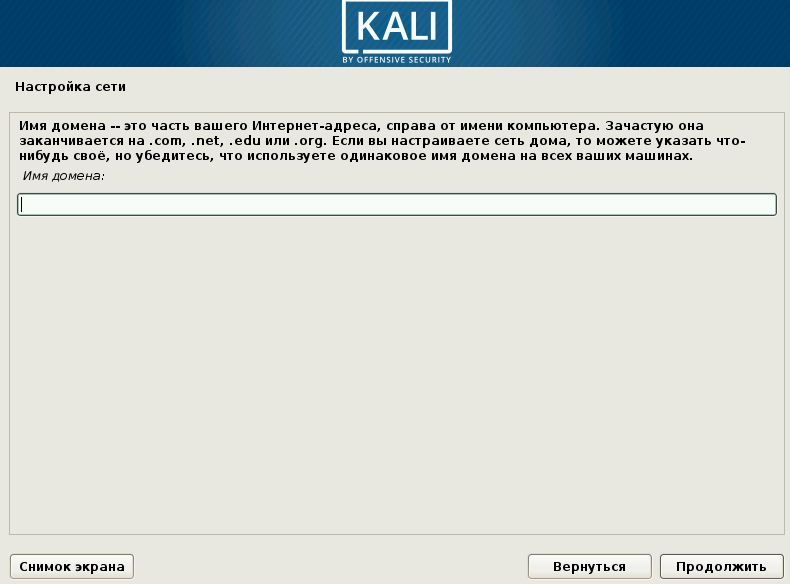 KALI
BY OFFENSIVE SECURITY
Настройка сети
Имя домена -- это часть вашего Интернет-адреса, справа от имени компьютера. Зачастую она
заканчивается на .com, .net, .edu или .org. Если вы настраиваете сеть дома, то можете указать что-
нибудь своё, но убедитесь, что используете одинаковое имя домена на всех ваших машинах.
Имя домена:
Снимок экрана
Вернуться
Продолжить